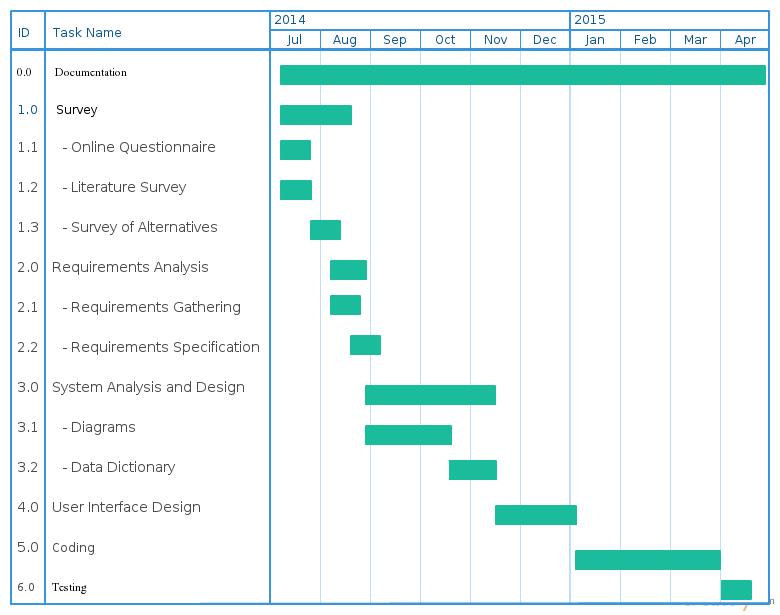 2014 2015
ID Task Name Jul Aug Sep Oct Nov Dec Jan Feb Mar Apr
0.0 Documentation
1.0 Survey
1.1 - Online Questionnaire
1.2 - Literature Survey
1.3 - Survey of Alternatives
2.0 Requirements Analysis
2.1 - Requirements Gathering
2.2 - Requirements Specification
3.0 System Analysis and Design
3.1 - Diagrams
3.2 - Data Dictionary
4.0 User Interface Design
5.0 Coding
6.0 Testing